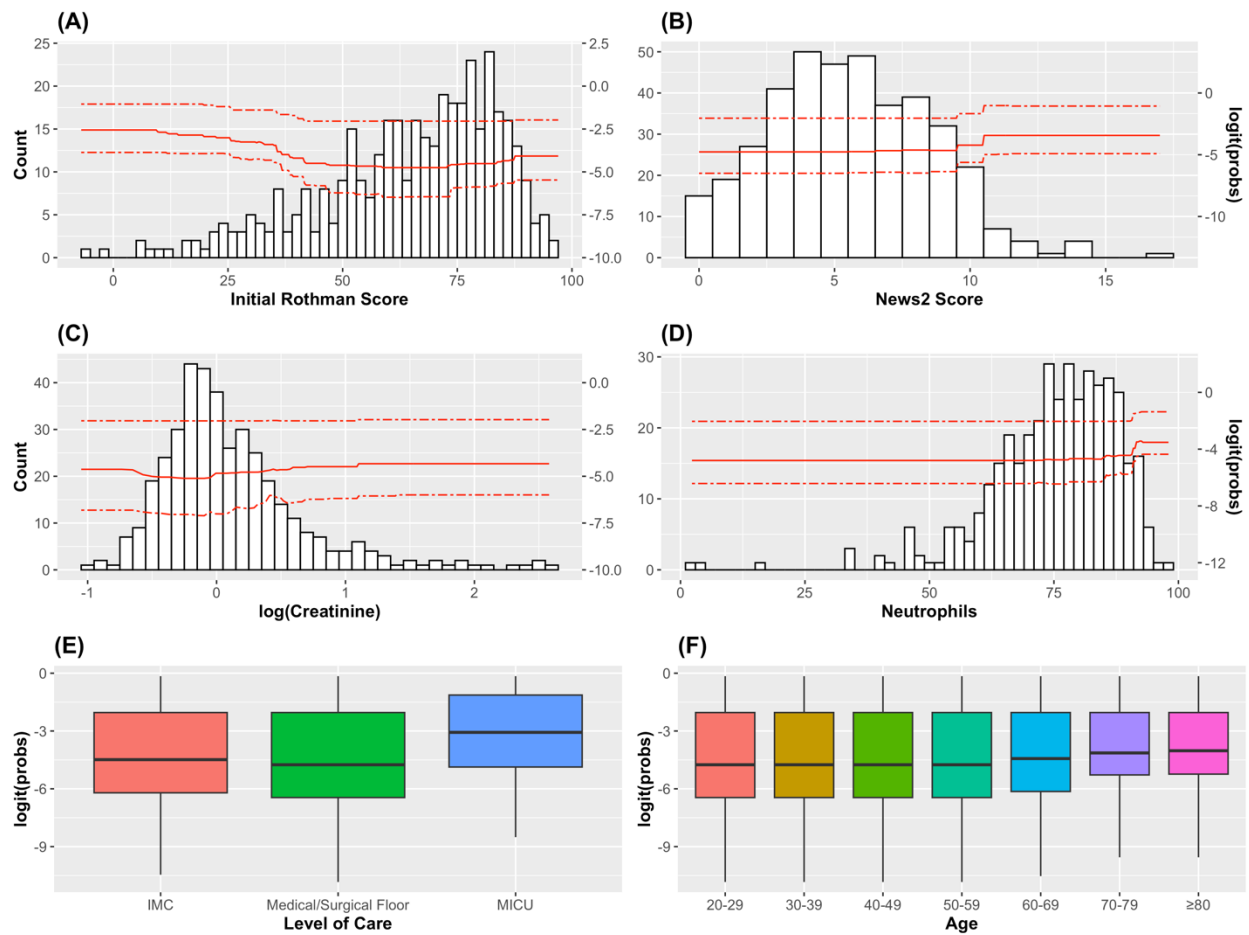 (A)
Count
25
20
15
10
5
0
2.5
0.0
-2.5
-5.0
-7.5
-10.0
0 25 50 75 100
Initial Rothman Score
(B)
50
40
30
20
10
0
0
-5
-10
logit(probs)
0 5 10 15
News2 Score
(C)
Count
40
30
20
10
0
0.0
-2.5
-5.0
-7.5
-10.0
-1 0 1 2
log(Creatinine)
(D)
30
20
10
0
0
-4
-8
-12
logit(probs)
0 25 50 75 100
Neutrophils
(E)
logit(probs)
0
-3
-6
-9
IMC Medical/Surgical Floor MICU
Level of Care
(F)
logit(probs)
0
-3
-6
-9
20-29 30-39 40-49 50-59 60-69 70-79 ≥80
Age